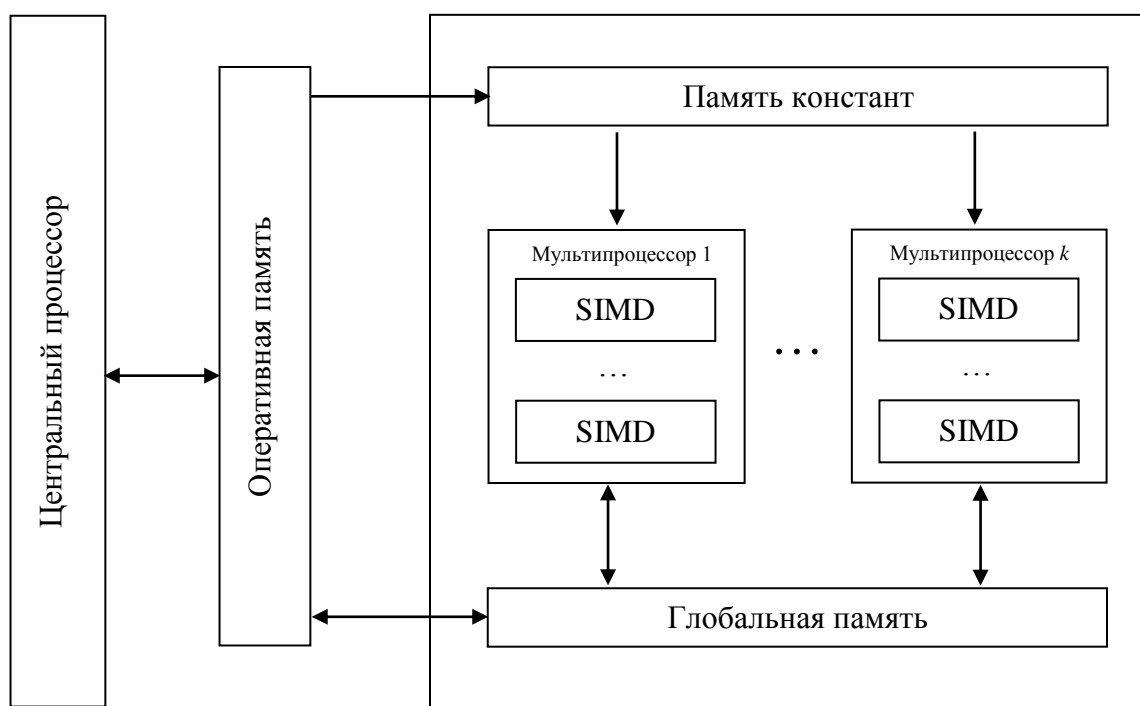 Центральный процессор
Оперативная память
Память констант
Мультипроцессор 1
SIMD
...
SIMD
...
Мультипроцессор k
SIMD
...
SIMD
Глобальная память